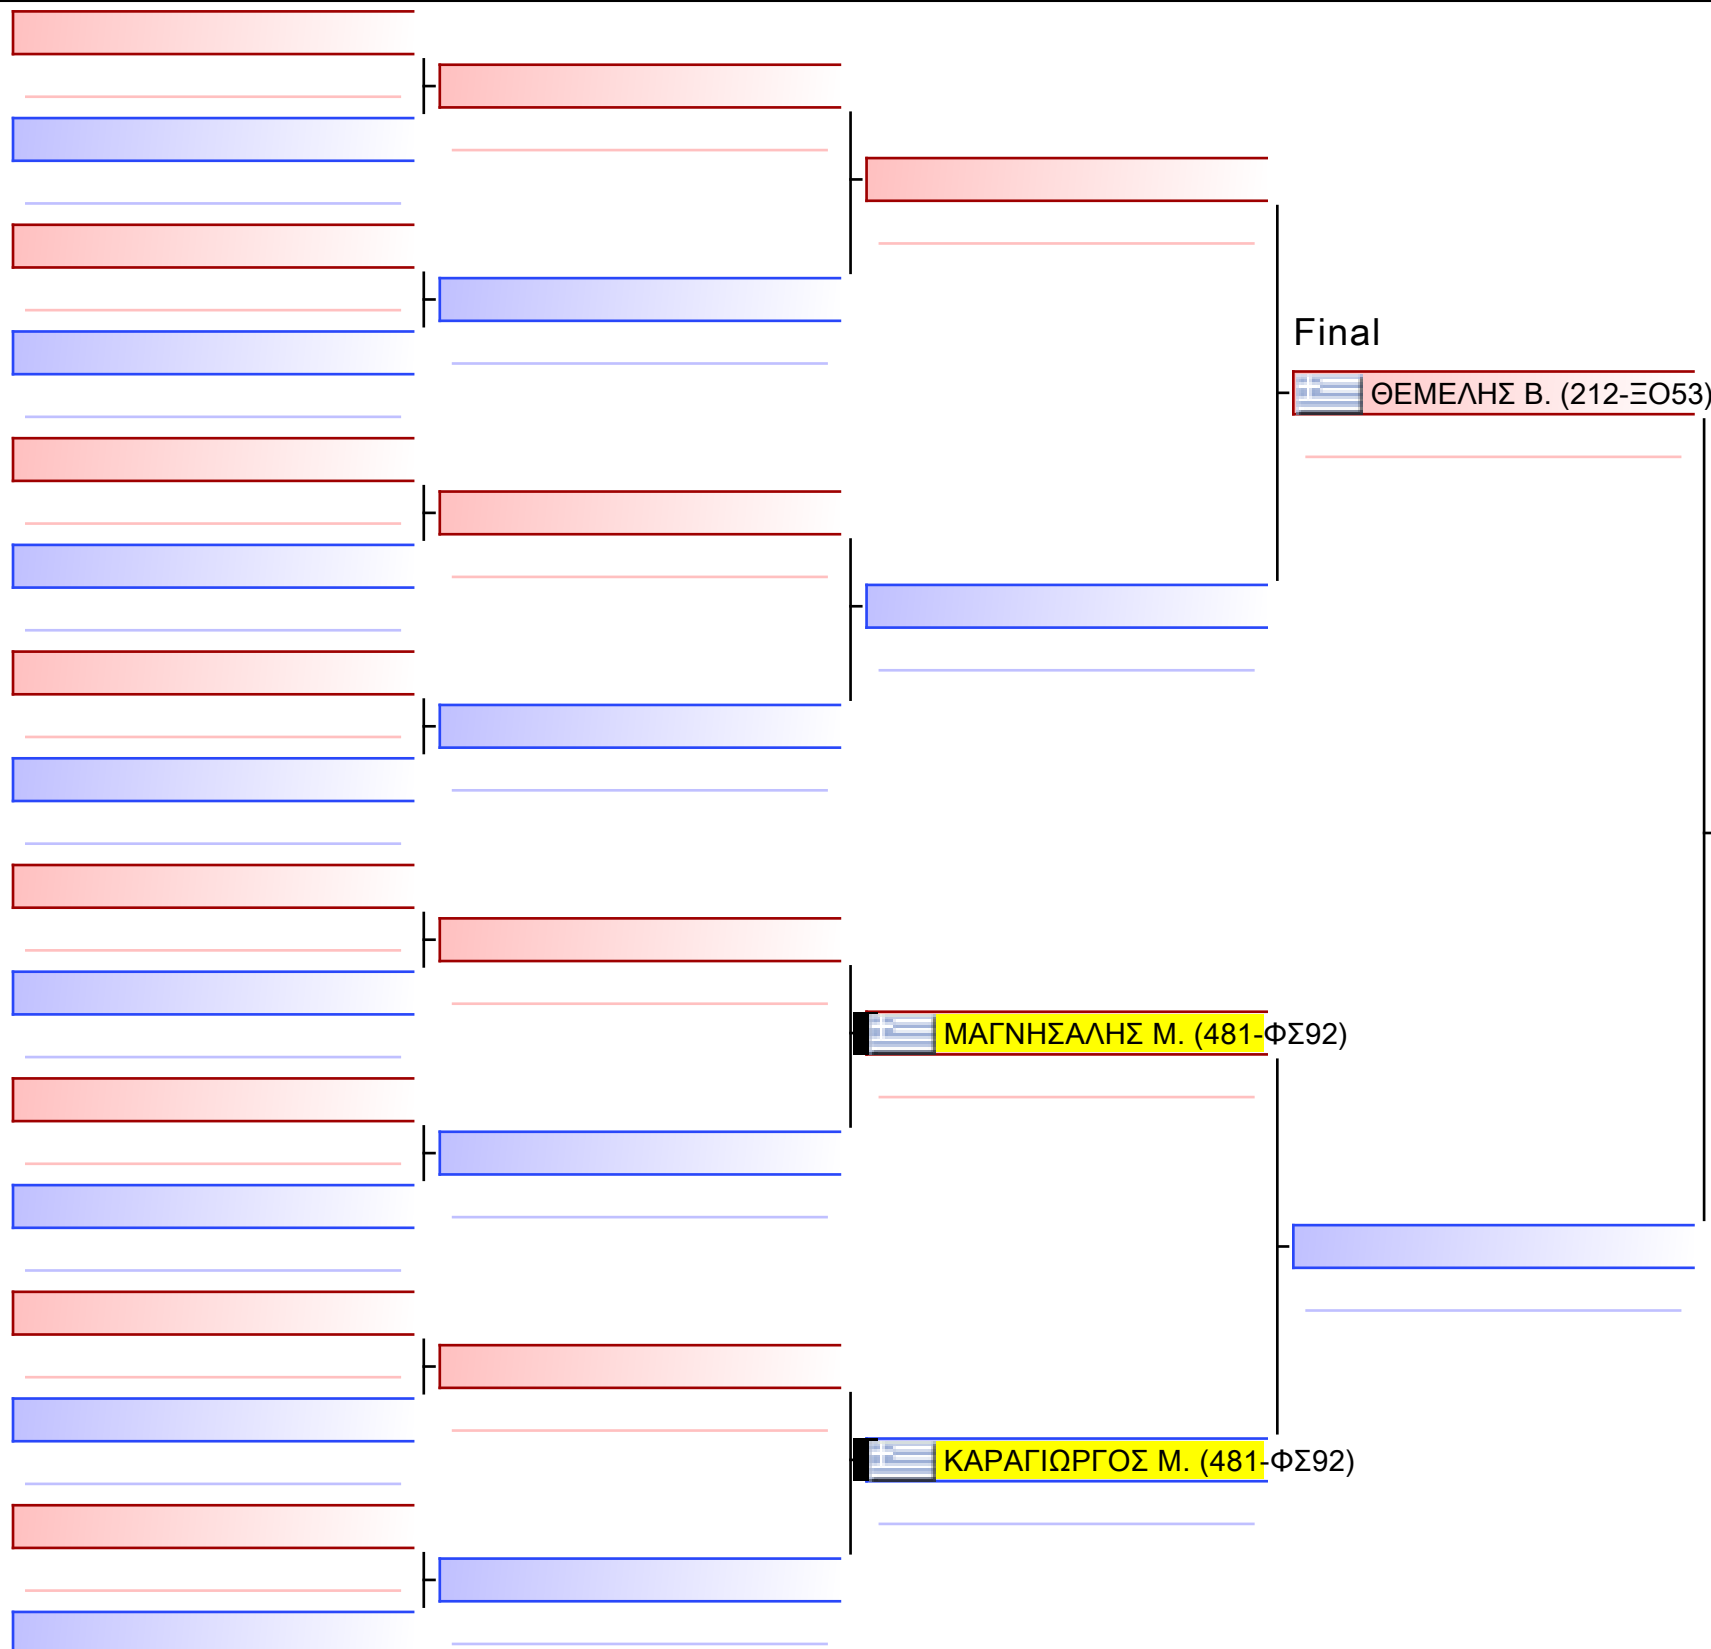 Final
ΘΕΜΕΛΗΣ Β. (212-ΞΟ53)
ΜΑΓΝΗΣΑΛΗΣ Μ. (481-ΦΣ92)
ΚΑΡΑΓΙΩΡΓΟΣ Μ. (481-ΦΣ92)